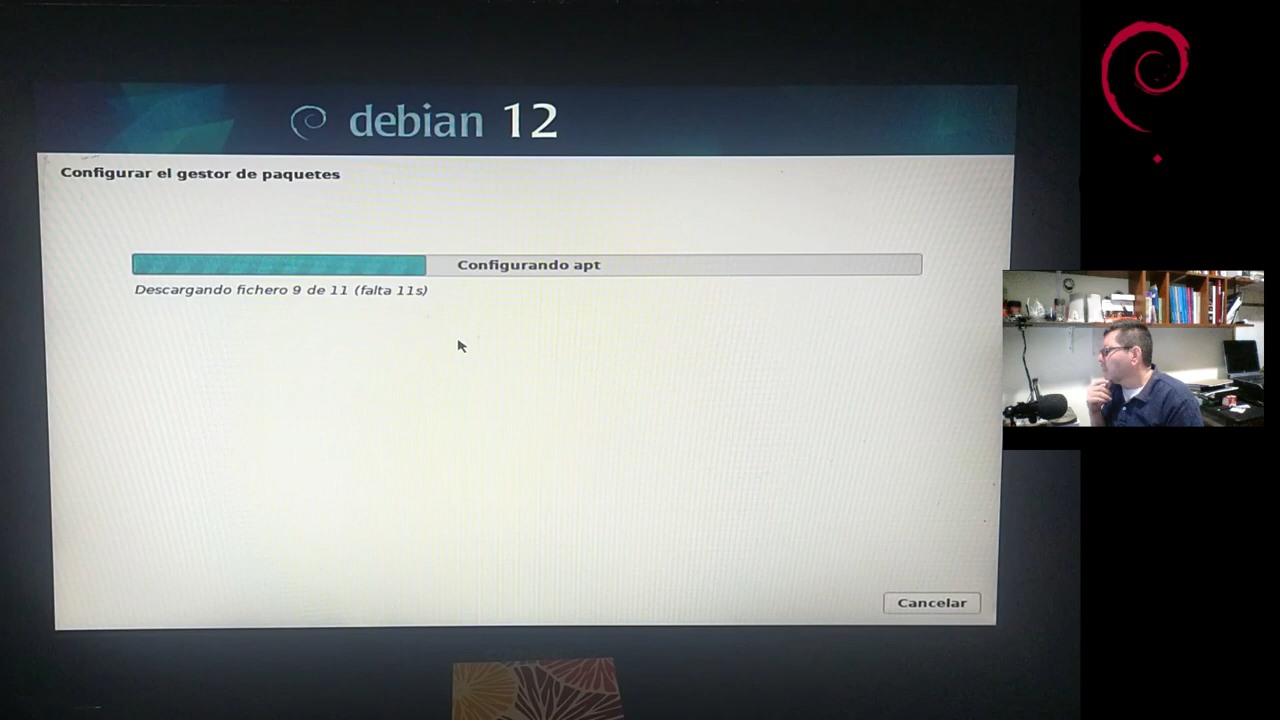 debian 12
Configurar el gestor de paquetes
Configurando apt
Descargando fichero 9 de 11 (falta 11s)
Cancelar